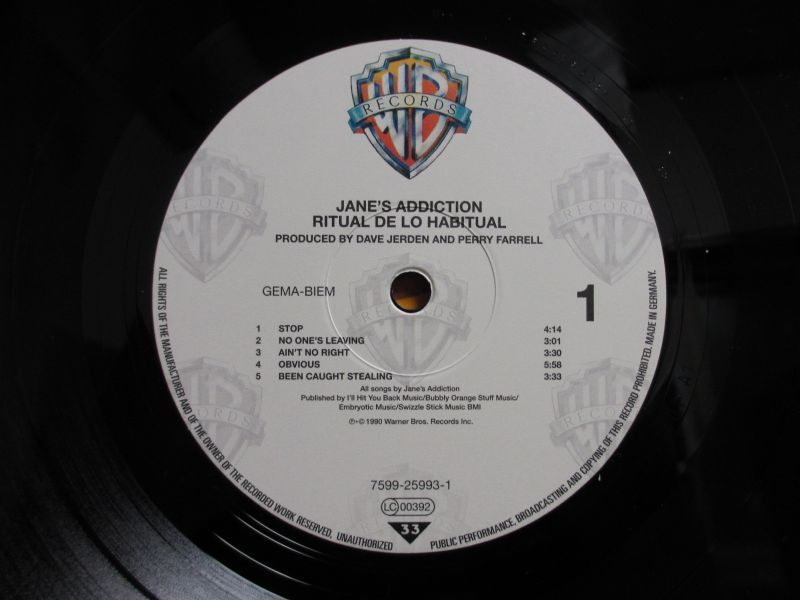 RECORDS
JANE'S ADDICTION
RITUAL DE LO HABITUAL
PRODUCED BY DAVE JERDEN AND PERRY FARRELL
RECORDS
RECORDS
GEMA-BIEM
1
1 STOP 4:14
2 NO ONE'S LEAVING 3:01
3 AIN'T NO RIGHT 3:30
4 OBVIOUS 5:58
5 BEEN CAUGHT STEALING 3:33
All songs by Jane's Addiction
Published by I'll Hit You Back Music/Bubbly Orange Stuff Music/
Embryotic Music/Swizzle Stick Music BMI
℗•© 1990 Warner Bros. Records Inc.
7599-25993-1
LC 00392
33
ALL RIGHTS OF THE MANUFACTURER AND OF THE OWNER OF THE RECORDED WORK RESERVED, UNAUTHORIZED PUBLIC PERFORMANCE, BROADCASTING AND COPYING OF THIS RECORD PROHIBITED. MADE IN GERMANY.